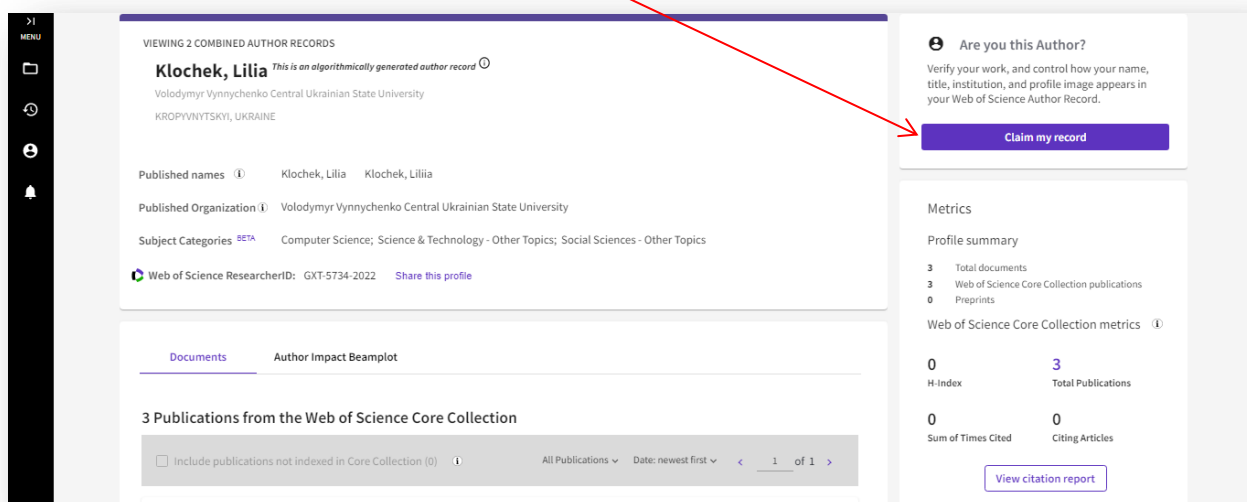 MENU
VIEWING 2 COMBINED AUTHOR RECORDS
Klochek, Lilia This is an algorithmically generated author record
Volodymyr Vynnychenko Central Ukrainian State University
KROPYVNYTSKYI, UKRAINE
Published names Klochek, Lilia Klochek, Liliia
Published Organization Volodymyr Vynnychenko Central Ukrainian State University
Subject Categories BETA Computer Science; Science & Technology - Other Topics; Social Sciences - Other Topics
Web of Science ResearcherID: GXT-5734-2022 Share this profile
Documents Author Impact Beamplot
3 Publications from the Web of Science Core Collection
Include publications not indexed in Core Collection (0) All Publications Date: newest first < 1 of 1 >
Are you this Author?
Verify your work, and control how your name,
title, institution, and profile image appears in
your Web of Science Author Record.
Claim my record
Metrics
Profile summary
3 Total documents
3 Web of Science Core Collection publications
0 Preprints
Web of Science Core Collection metrics
0 3
H-Index Total Publications
0 0
Sum of Times Cited Citing Articles
View citation report